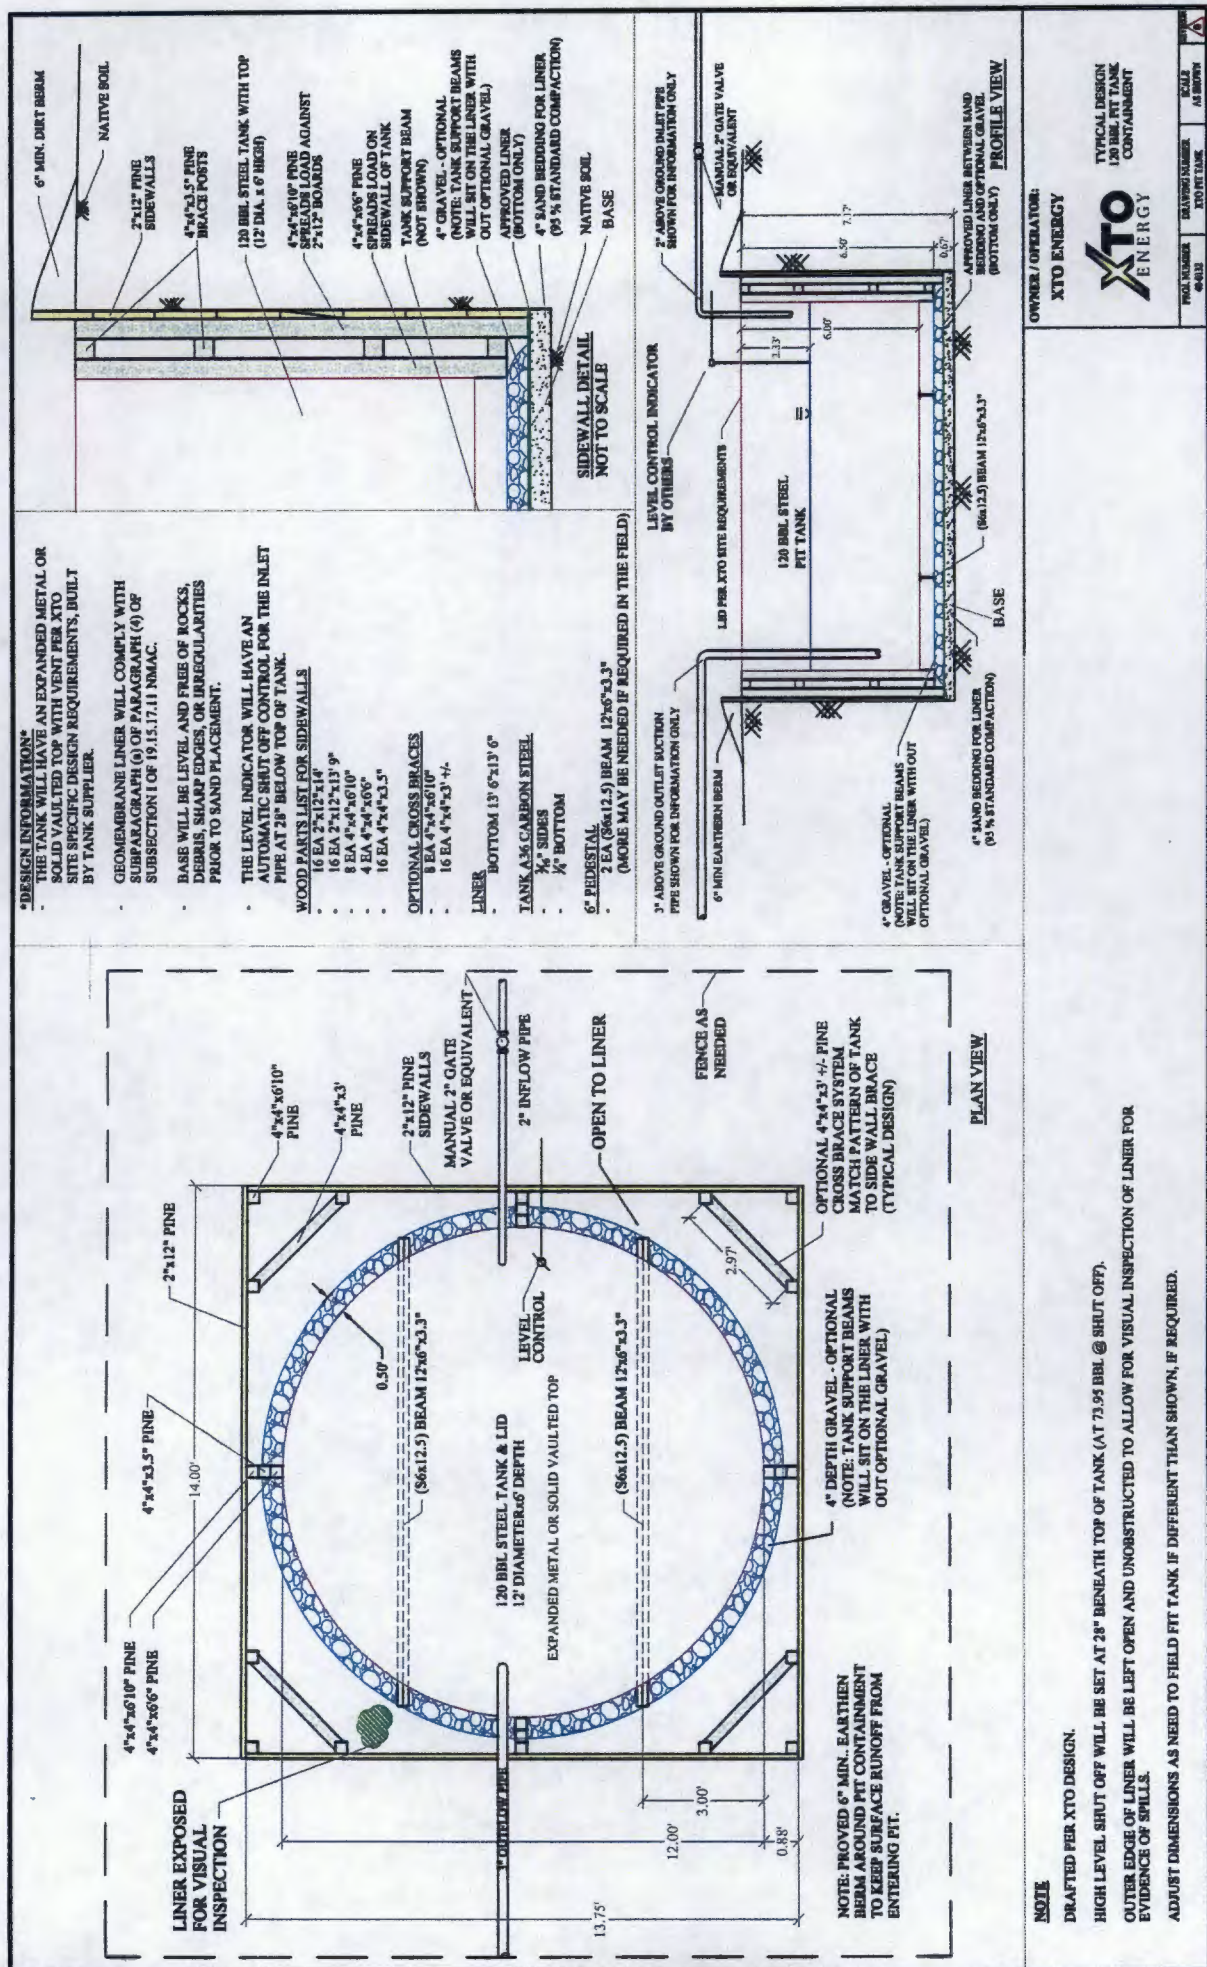 *DESIGN INFORMATION*
- THE TANK WILL HAVE AN EXPANDED METAL OR
SOLID VAULTED TOP WITH VENT PER XTO
SITE SPECIFIC DESIGN REQUIREMENTS, BUILT
BY TANK SUPPLIER.
- GEOMEMBRANE LINER WILL COMPLY WITH
SUBPARAGRAPH (a) OF PARAGRAPH (4) OF
SUBSECTION I OF 19.15.17.11 NMAC.
- BASE WILL BE LEVEL AND FREE OF ROCKS,
DEBRIS, SHARP EDGES, OR IRREGULARITIES
PRIOR TO SAND PLACEMENT.
- THE LEVEL INDICATOR WILL HAVE AN
AUTOMATIC SHUT OFF CONTROL FOR THE INLET
PIPE AT 28" BELOW TOP OF TANK.
WOOD PARTS LIST FOR SIDEWALLS
- 16 EA 2"x12"x14'
- 16 EA 2"x12"x13' 9"
- 8 EA 4"x4"x6'10"
- 4 EA 4"x4"x6'6"
- 16 EA 4"x4"x3.5"
OPTIONAL CROSS BRACES
- 8 EA 4"x4"x6'10"
- 16 EA 4"x4"x3' +/-
LINER
- BOTTOM 13' 6"x13' 6"
TANK A36 CARBON STEEL
- 3/16" SIDES
- 1/4" BOTTOM
6" PEDESTAL
- 2 EA (S6x12.5) BEAM 12'x6"x3.3"
(MORE MAY BE NEEDED IF REQUIRED IN THE FIELD)
6" MIN. DIRT BERM
NATIVE SOIL
2"x12" PINE
SIDEWALLS
4"x4"x3.5" PINE
BRACE POSTS
120 BBL STEEL TANK WITH TOP
(12' DIA. x 6' HIGH)
4"x4"x6'10" PINE
SPREADS LOAD AGAINST
2"x12" BOARDS
4"x4"x6'6" PINE
SPREADS LOAD ON
SIDEWALL OF TANK
TANK SUPPORT BEAM
(NOT SHOWN)
4" GRAVEL - OPTIONAL
(NOTE: TANK SUPPORT BEAMS
WILL SIT ON THE LINER WITH
OUT OPTIONAL GRAVEL)
APPROVED LINER
(BOTTOM ONLY)
4" SAND BEDDING FOR LINER
(95 % STANDARD COMPACTION)
NATIVE SOIL
BASE
SIDEWALL DETAIL
NOT TO SCALE
LINER EXPOSED
FOR VISUAL
INSPECTION
4"x4"x6'10" PINE
4"x4"x6'6" PINE
4"x4"x3.5" PINE
2"x12" PINE
4"x4"x6'10"
PINE
4"x4"x3'
PINE
2"x12" PINE
SIDEWALLS
MANUAL 2" GATE
VALVE OR EQUIVALENT
2" INFLOW PIPE
OPEN TO LINER
FENCE AS
NEEDED
14.00'
0.50'
(S6x12.5) BEAM 12'x6"x3.3"
120 BBL STEEL TANK & LID
12' DIAMETERx6' DEPTH
EXPANDED METAL OR SOLID VAULTED TOP
LEVEL
CONTROL
(S6x12.5) BEAM 12'x6"x3.3"
3" OUTFLOW PIPE
2.97'
3.00'
12.00'
0.88'
13.75'
OPTIONAL 4"x4"x3' +/- PINE
CROSS BRACE SYSTEM
MATCH PATTERN OF TANK
TO SIDE WALL BRACE
(TYPICAL DESIGN)
4" DEPTH GRAVEL - OPTIONAL
(NOTE: TANK SUPPORT BEAMS
WILL SIT ON THE LINER WITH
OUT OPTIONAL GRAVEL)
NOTE: PROVED 6" MIN.. EARTHEN
BERM AROUND PIT CONTAINMENT
TO KEEP SURFACE RUNOFF FROM
ENTERING PIT.
PLAN VIEW
LEVEL CONTROL INDICATOR
BY OTHERS
2" ABOVE GROUND INLET PIPE
SHOWN FOR INFORMATION ONLY
MANUAL 2" GATE VALVE
OR EQUIVALENT
3" ABOVE GROUND OUTLET SUCTION
PIPE SHOWN FOR INFORMATION ONLY
6" MIN EARTHERN BERM
LID PER XTO SITE REQUIREMENTS
120 BBL STEEL
PIT TANK
2.33'
6.00'
6.50'
7.17'
0.67'
4" GRAVEL - OPTIONAL
(NOTE: TANK SUPPORT BEAMS
WILL SIT ON THE LINER WITH OUT
OPTIONAL GRAVEL)
4" SAND BEDDING FOR LINER
(95 % STANDARD COMPACTION)
BASE
(S6x12.5) BEAM 12'x6"x3.3"
APPROVED LINER BETWEEN SAND
BEDDING AND OPTIONAL GRAVEL
(BOTTOM ONLY)
PROFILE VIEW
NOTE
DRAFTED PER XTO DESIGN.
HIGH LEVEL SHUT OFF WILL BE SET AT 28" BENEATH TOP OF TANK (AT 73.95 BBL @ SHUT OFF).
OUTER EDGE OF LINER WILL BE LEFT OPEN AND UNOBSTRUCTED TO ALLOW FOR VISUAL INSPECTION OF LINER FOR
EVIDENCE OF SPILLS.
ADJUST DIMENSIONS AS NEED TO FIELD FIT TANK IF DIFFERENT THAN SHOWN, IF REQUIRED.
OWNER / OPERATOR:
XTO ENERGY
XTO
ENERGY
TYPICAL DESIGN
120 BBL PIT TANK
CONTAINMENT
PROJ. NUMBER
DRAWING NUMBER
XTO PIT TANK
SCALE
AS SHOWN